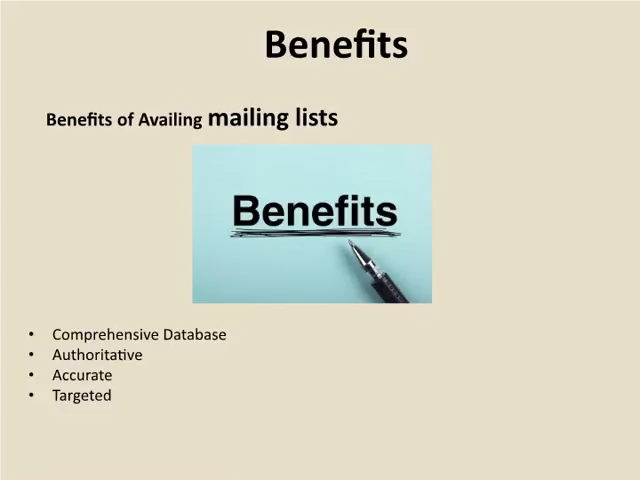 Benefits
Benefits of Availing mailing lists
Benefits
• Comprehensive Database
• Authoritative
• Accurate
• Targeted